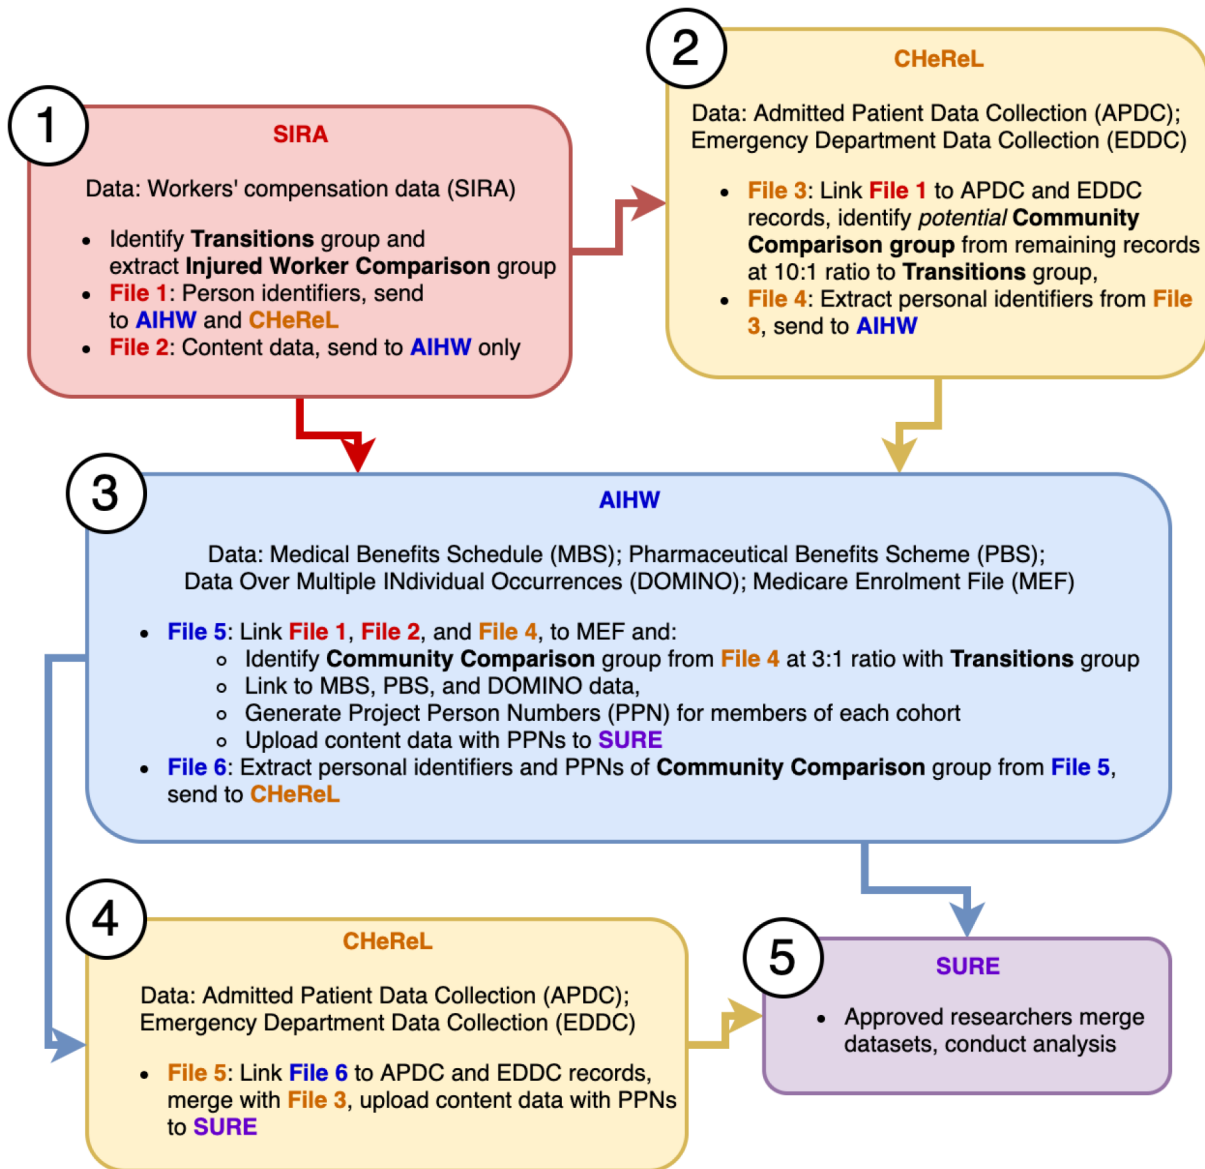 1
SIRA
Data: Workers' compensation data (SIRA)
• Identify Transitions group and
extract Injured Worker Comparison group
• File 1: Person identifiers, send
to AIHW and CHeReL
• File 2: Content data, send to AIHW only
2
CHeReL
Data: Admitted Patient Data Collection (APDC);
Emergency Department Data Collection (EDDC)
• File 3: Link File 1 to APDC and EDDC
records, identify potential Community
Comparison group from remaining records
at 10:1 ratio to Transitions group,
• File 4: Extract personal identifiers from File
3, send to AIHW
3
AIHW
Data: Medical Benefits Schedule (MBS); Pharmaceutical Benefits Scheme (PBS);
Data Over Multiple INdividual Occurrences (DOMINO); Medicare Enrolment File (MEF)
• File 5: Link File 1, File 2, and File 4, to MEF and:
○ Identify Community Comparison group from File 4 at 3:1 ratio with Transitions group
○ Link to MBS, PBS, and DOMINO data,
○ Generate Project Person Numbers (PPN) for members of each cohort
○ Upload content data with PPNs to SURE
• File 6: Extract personal identifiers and PPNs of Community Comparison group from File 5,
send to CHeReL
4
CHeReL
Data: Admitted Patient Data Collection (APDC);
Emergency Department Data Collection (EDDC)
• File 5: Link File 6 to APDC and EDDC records,
merge with File 3, upload content data with PPNs
to SURE
5
SURE
• Approved researchers merge
datasets, conduct analysis